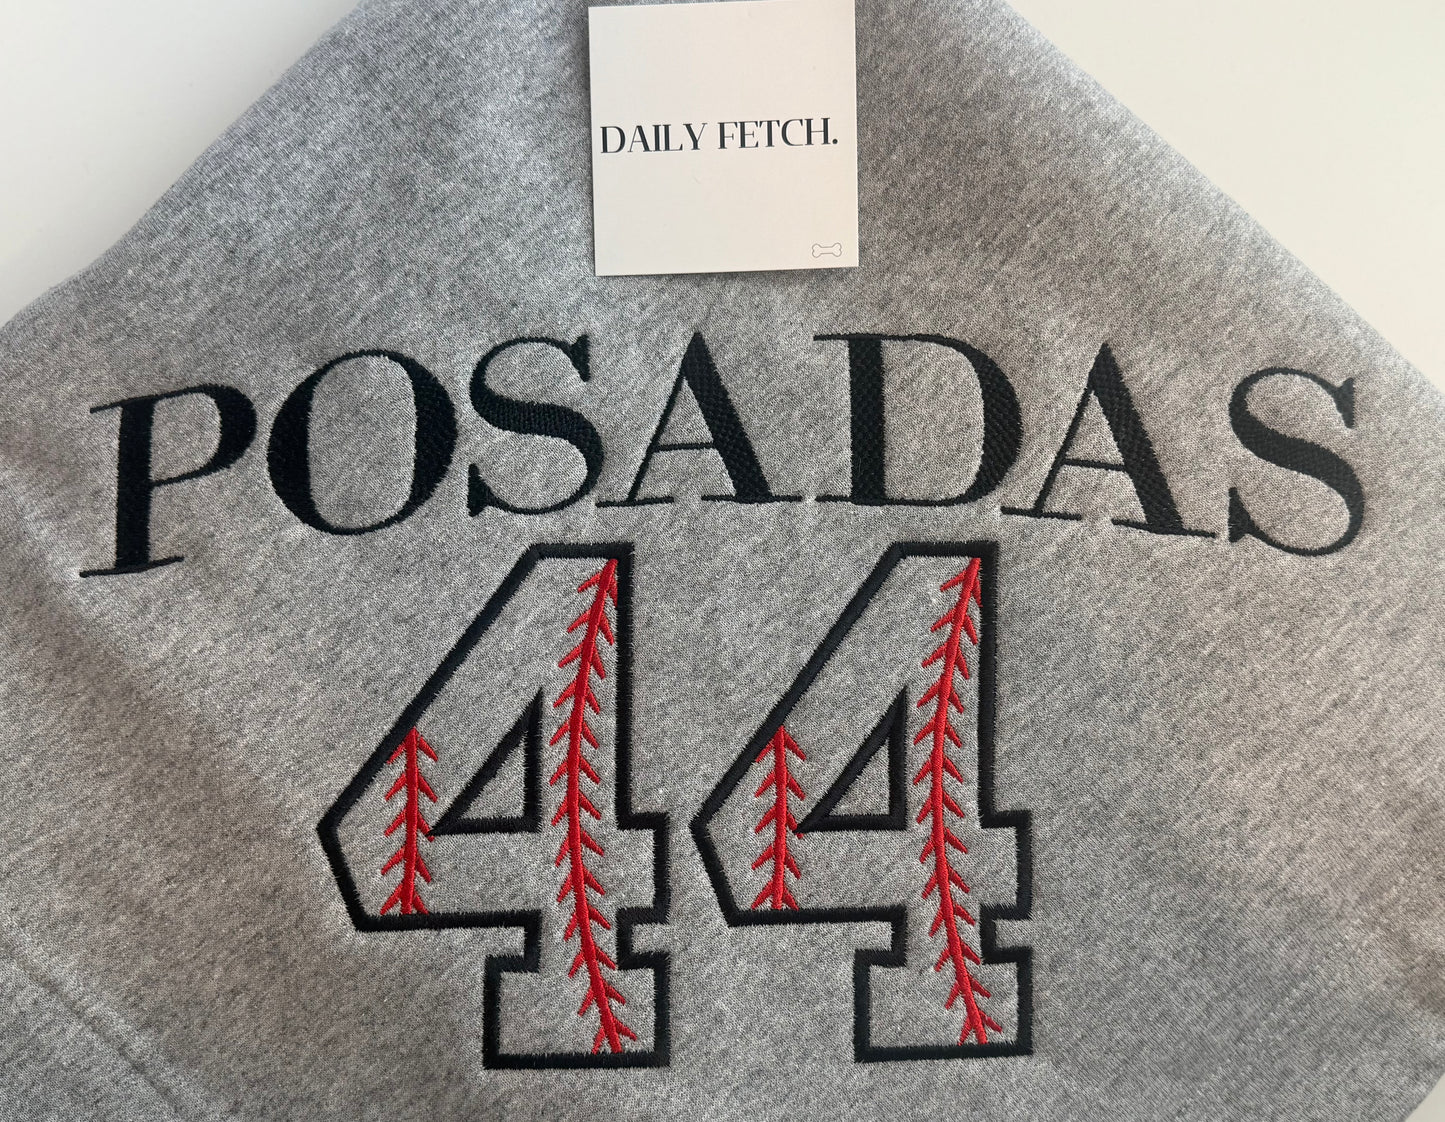 DAILY FETCH.
POSADAS
44